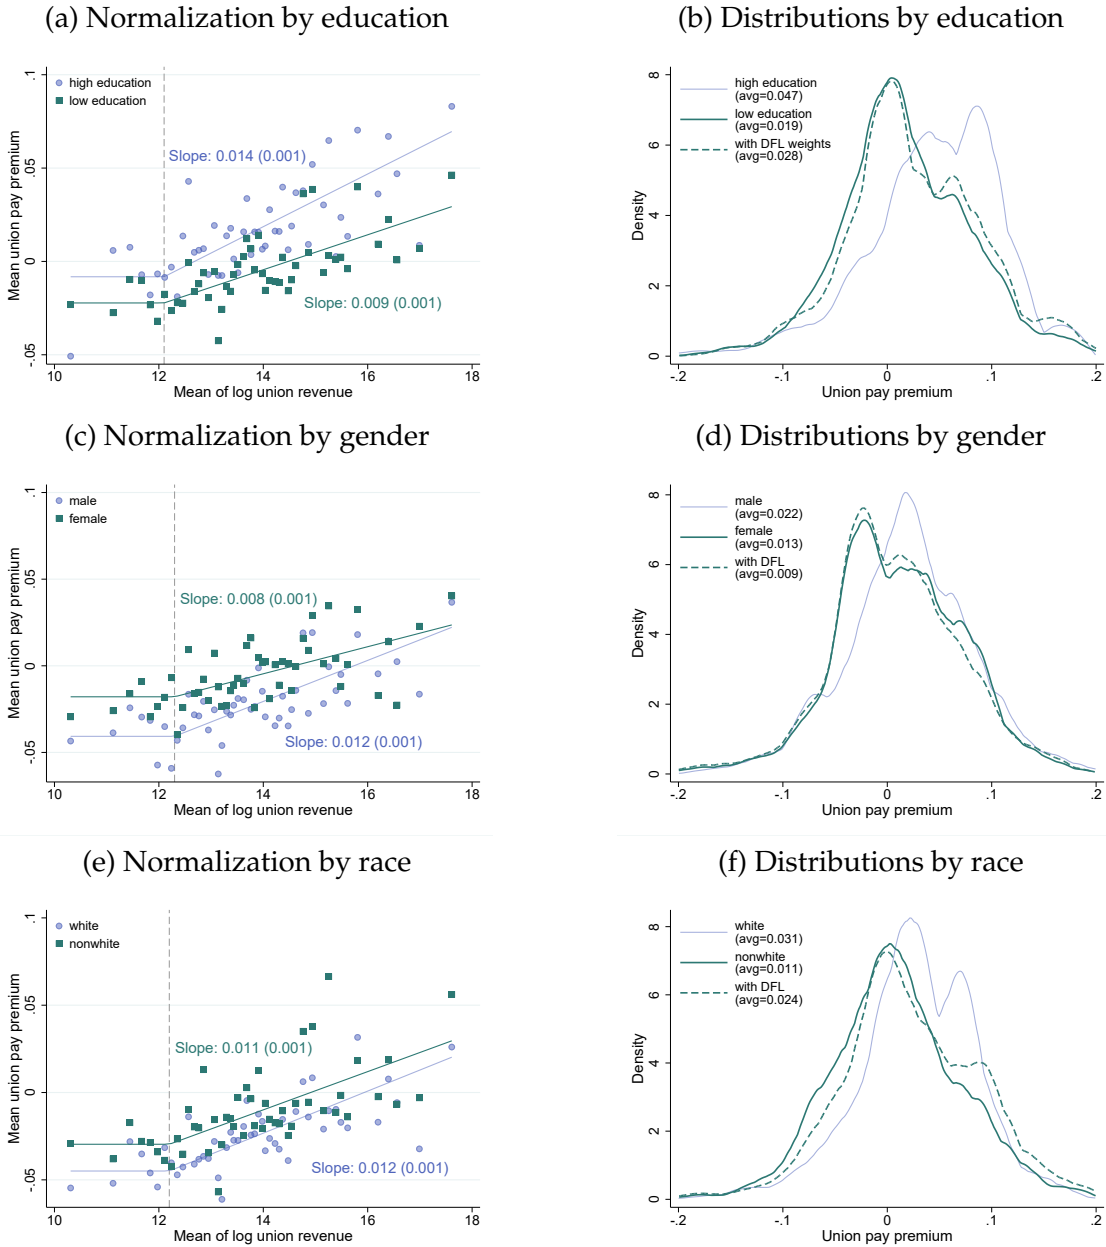 (a) Normalization by education
(b) Distributions by education
.1
.05
0
-.05
Mean union pay premium
high education
low education
Slope: 0.014 (0.001)
Slope: 0.009 (0.001)
10 12 14 16 18
Mean of log union revenue
8
6
4
2
0
Density
high education
(avg=0.047)
low education
(avg=0.019)
with DFL weights
(avg=0.028)
-.2 -.1 0 .1 .2
Union pay premium
(c) Normalization by gender
(d) Distributions by gender
.1
.05
0
-.05
Mean union pay premium
male
female
Slope: 0.008 (0.001)
Slope: 0.012 (0.001)
10 12 14 16 18
Mean of log union revenue
8
6
4
2
0
Density
male
(avg=0.022)
female
(avg=0.013)
with DFL
(avg=0.009)
-.2 -.1 0 .1 .2
Union pay premium
(e) Normalization by race
(f) Distributions by race
.1
.05
0
-.05
Mean union pay premium
white
nonwhite
Slope: 0.011 (0.001)
Slope: 0.012 (0.001)
10 12 14 16 18
Mean of log union revenue
8
6
4
2
0
Density
white
(avg=0.031)
nonwhite
(avg=0.011)
with DFL
(avg=0.024)
-.2 -.1 0 .1 .2
Union pay premium